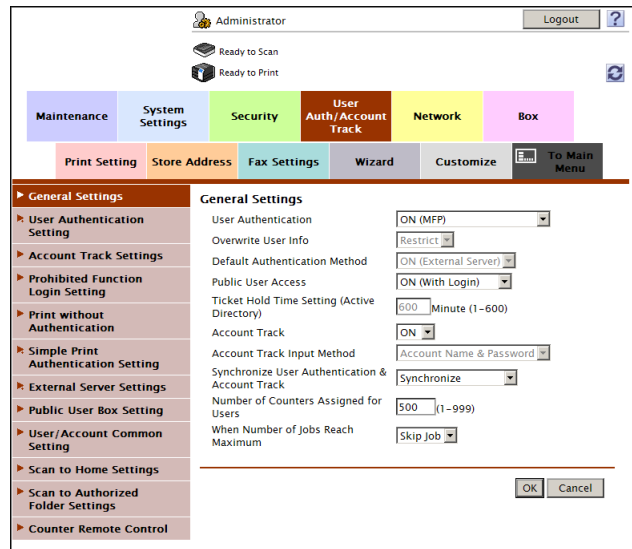 Administrator
Logout
?
Ready to Scan
Ready to Print
Maintenance
System
Settings
Security
User
Auth/Account
Track
Network
Box
Print Setting
Store Address
Fax Settings
Wizard
Customize
To Main
Menu
General Settings
User Authentication
Setting
Account Track Settings
Prohibited Function
Login Setting
Print without
Authentication
Simple Print
Authentication Setting
External Server Settings
Public User Box Setting
User/Account Common
Setting
Scan to Home Settings
Scan to Authorized
Folder Settings
Counter Remote Control
General Settings
User Authentication ON (MFP)
Overwrite User Info Restrict
Default Authentication Method ON (External Server)
Public User Access ON (With Login)
Ticket Hold Time Setting (Active
Directory) 600 Minute (1-600)
Account Track ON
Account Track Input Method Account Name & Password
Synchronize User Authentication &
Account Track Synchronize
Number of Counters Assigned for
Users 500 (1-999)
When Number of Jobs Reach
Maximum Skip Job
OK Cancel